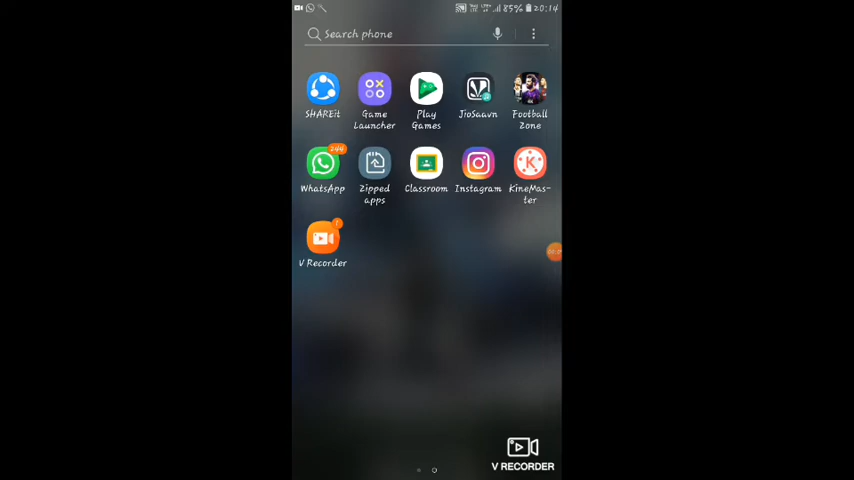 85% 20:14
Search phone
SHAREit
Game
Launcher
Play
Games
JioSaavn
Football
Zone
244
WhatsApp
Zipped
apps
Classroom
Instagram
KineMas-
ter
V Recorder
V RECORDER